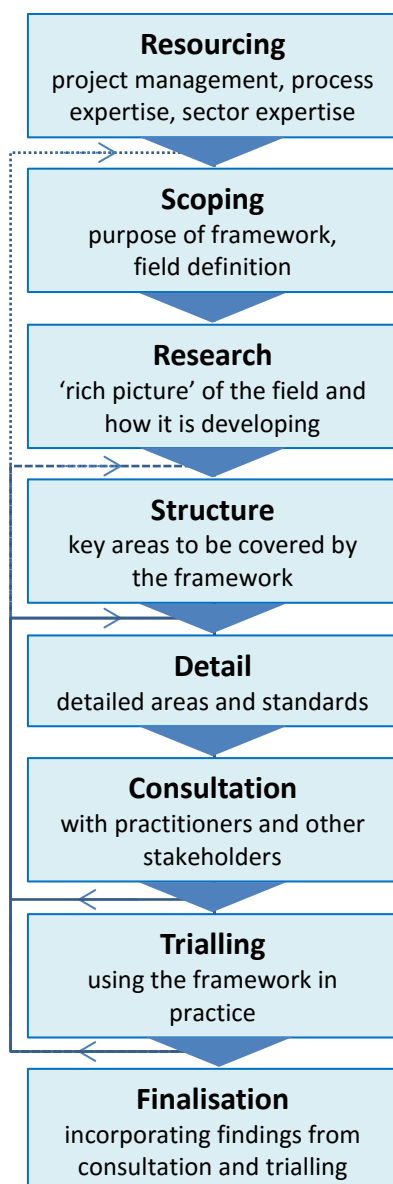 Resourcing
project management, process
expertise, sector expertise
Scoping
purpose of framework,
field definition
Research
‘rich picture’ of the field and
how it is developing
Structure
key areas to be covered by
the framework
Detail
detailed areas and standards
Consultation
with practitioners and other
stakeholders
Trialling
using the framework in
practice
Finalisation
incorporating findings from
consultation and trialling